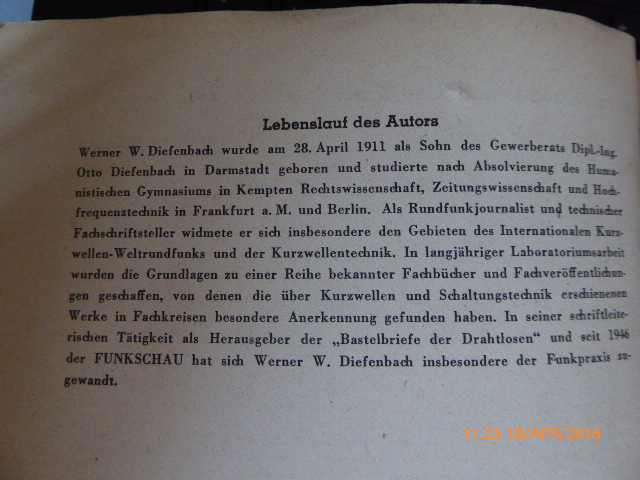 Lebenslauf des Autors
Werner W. Diefenbach wurde am 28. April 1911 als Sohn des Gewerberats Dipl.-Ing.
Otto Diefenbach in Darmstadt geboren und studierte nach Absolvierung des Huma-
nistischen Gymnasiums in Kempten Rechtswissenschaft, Zeitungswissenschaft und Hoch-
frequenztechnik in Frankfurt a. M. und Berlin. Als Rundfunkjournalist und technischer
Fachschriftsteller widmete er sich insbesondere den Gebieten des Internationalen Kurz-
wellen-Weltrundfunks und der Kurzwellentechnik. In langjähriger Laboratoriumsarbeit
wurden die Grundlagen zu einer Reihe bekannter Fachbücher und Fachveröffentlichun-
gen geschaffen, von denen die über Kurzwellen und Schaltungstechnik erschienenen
Werke in Fachkreisen besondere Anerkennung gefunden haben. In seiner schriftleite-
rischen Tätigkeit als Herausgeber der „Bastelbriefe der Drahtlosen“ und seit 1946
der FUNKSCHAU hat sich Werner W. Diefenbach insbesondere der Funkpraxis zu-
gewandt.
11:23 18/APR/2016